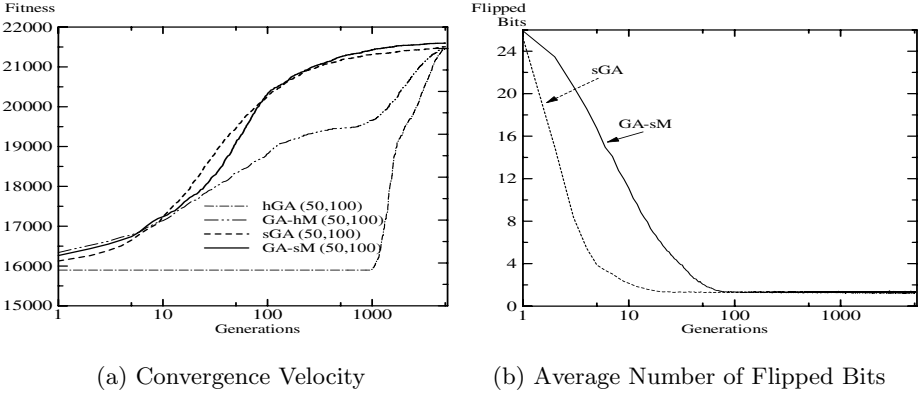 Fitness
22000
21000
20000
19000
18000
17000
16000
15000
hGA (50,100)
GA-hM (50,100)
sGA (50,100)
GA-sM (50,100)
1 10 100 1000
Generations
(a) Convergence Velocity
Flipped
Bits
24
20
16
12
8
4
0
sGA
GA-sM
1 10 100 1000
Generations
(b) Average Number of Flipped Bits